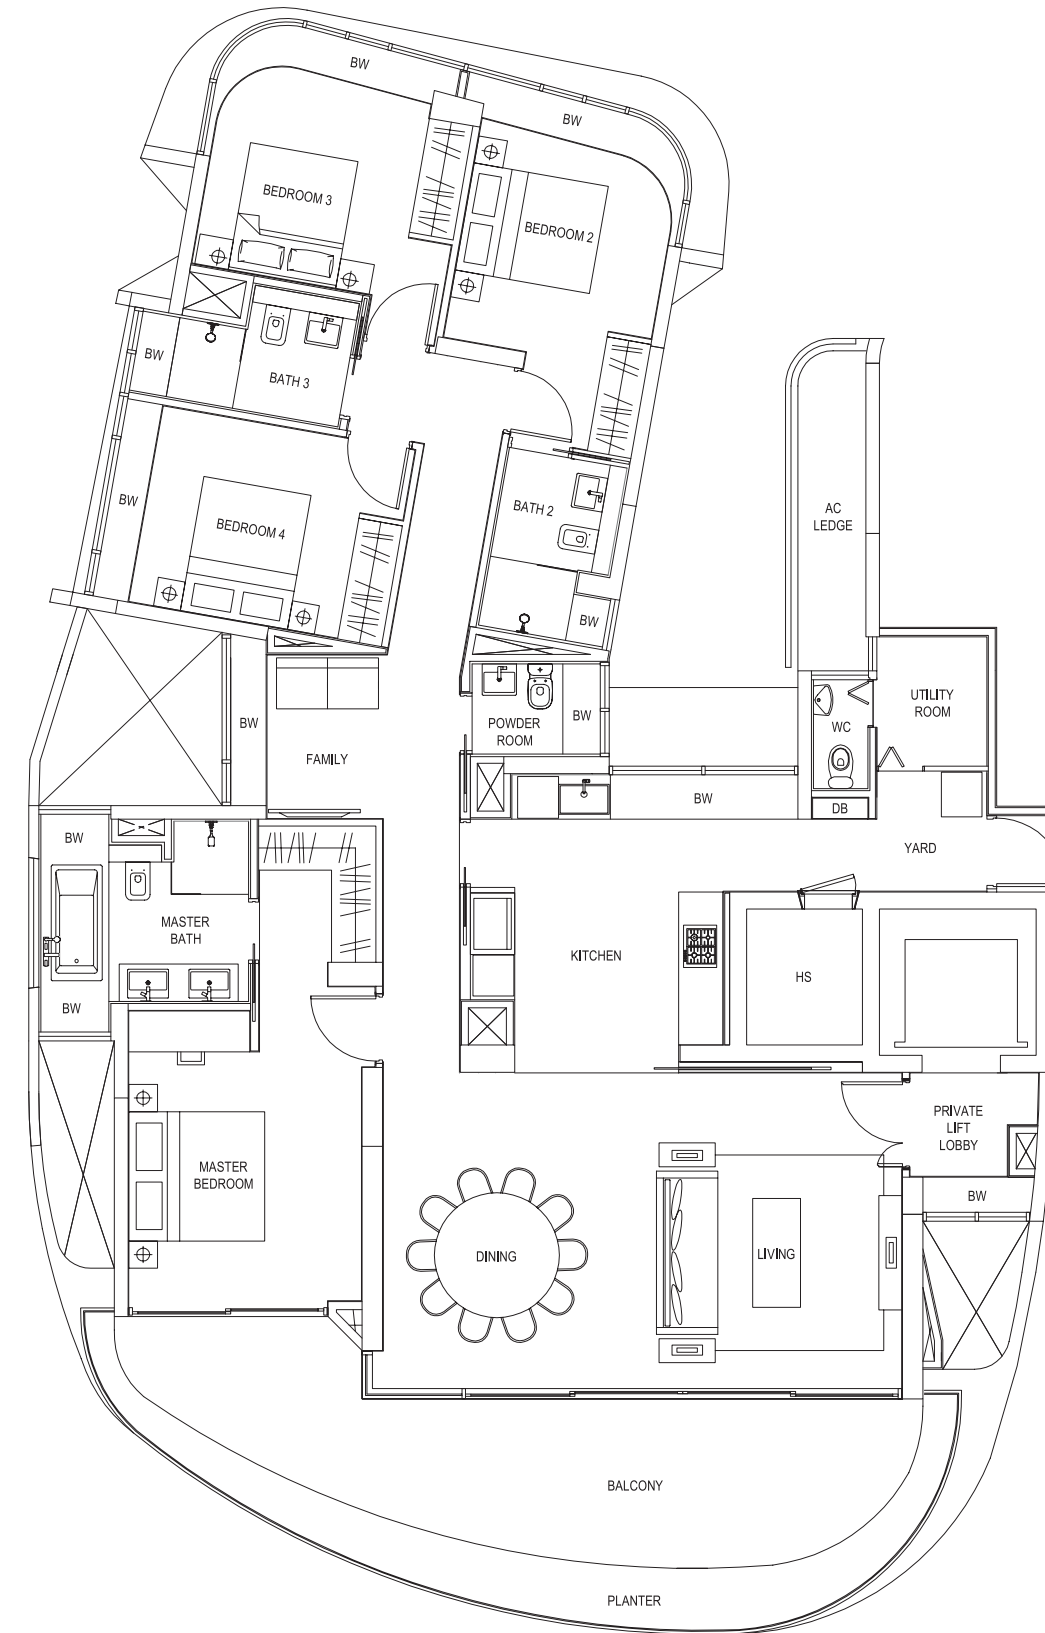 BW
BW
BEDROOM 3
BEDROOM 2
BW
BATH 3
BW
BEDROOM 4
BATH 2
AC
LEDGE
BW
UTILITY
ROOM
BW
POWDER
ROOM
BW
WC
FAMILY
BW
DB
BW
YARD
MASTER
BATH
KITCHEN
HS
BW
PRIVATE
LIFT
LOBBY
MASTER
BEDROOM
BW
DINING
LIVING
BALCONY
PLANTER